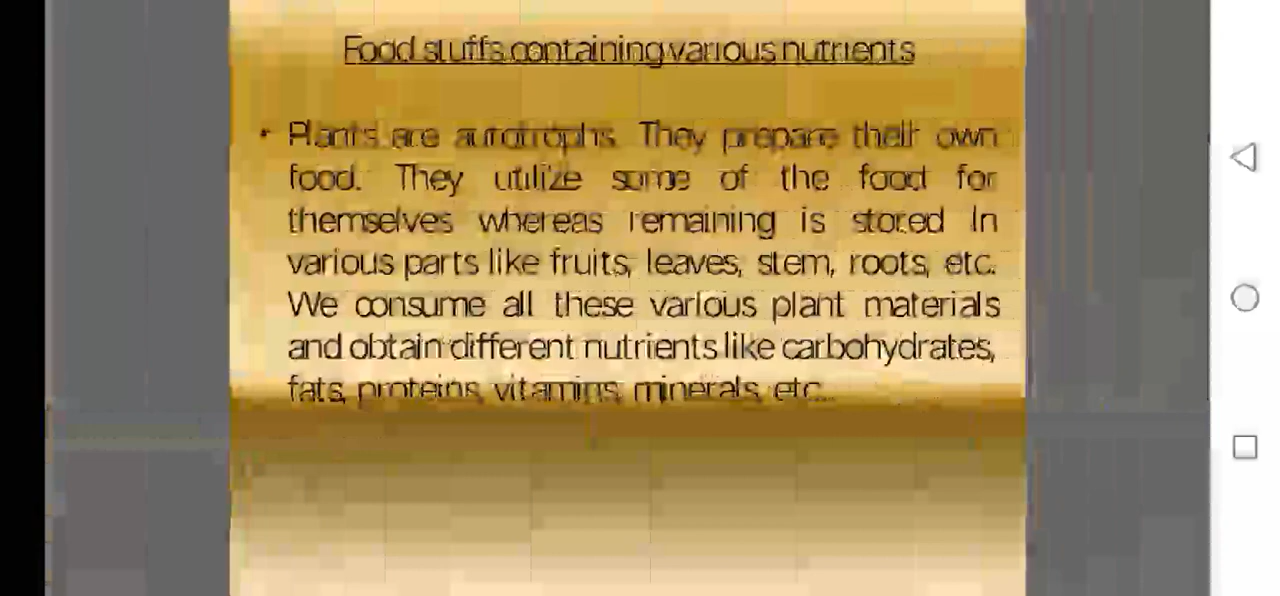 Food stuffs containing various nutrients
• Plants are autotrophs. They prepare their own
food. They utilize some of the food for
themselves whereas remaining is stored in
various parts like fruits, leaves, stem, roots, etc.
We consume all these various plant materials
and obtain different nutrients like carbohydrates,
fats, proteins, vitamins, minerals, etc..